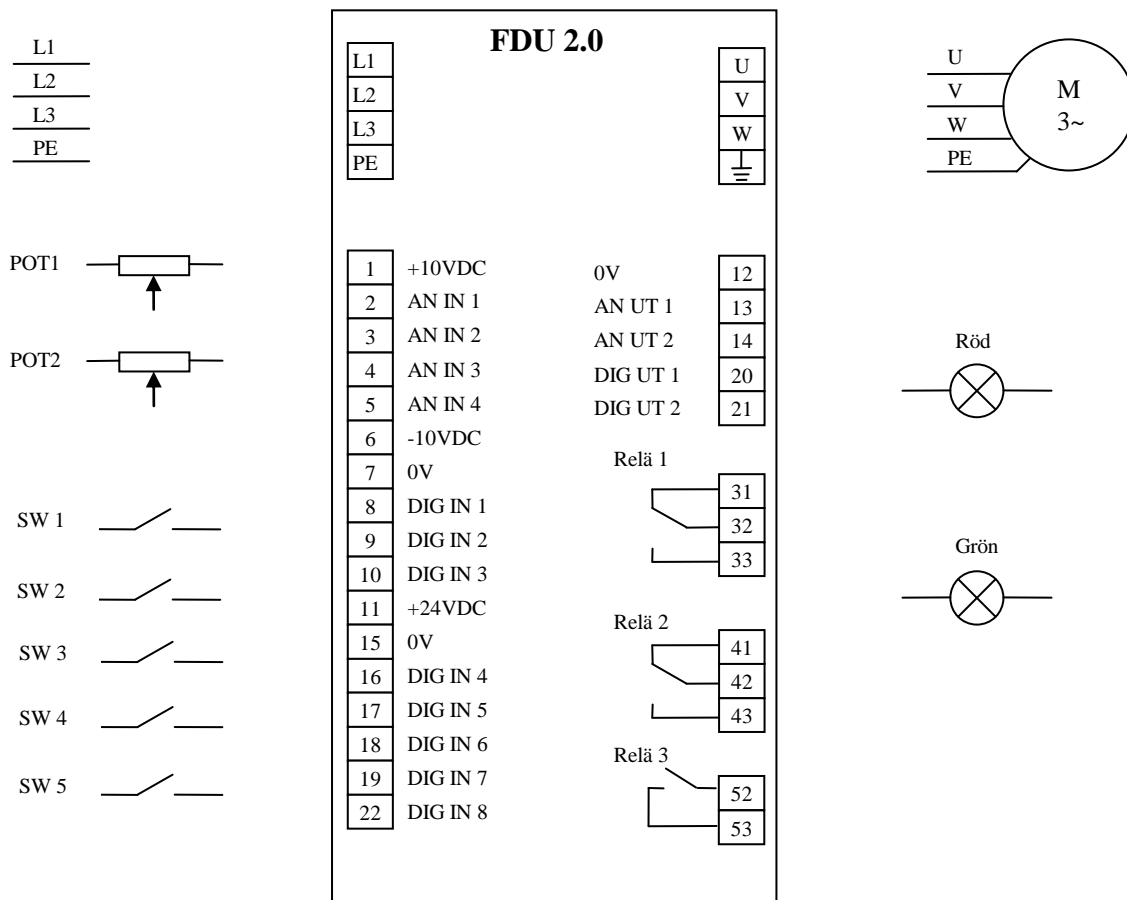 FDU 2.0
L1
L2
L3
PE
L1
L2
L3
PE
U
V
W
U
V
W
PE
M
3~
POT1
POT2
SW 1
SW 2
SW 3
SW 4
SW 5
1 +10VDC
2 AN IN 1
3 AN IN 2
4 AN IN 3
5 AN IN 4
6 -10VDC
7 0V
8 DIG IN 1
9 DIG IN 2
10 DIG IN 3
11 +24VDC
15 0V
16 DIG IN 4
17 DIG IN 5
18 DIG IN 6
19 DIG IN 7
22 DIG IN 8
0V 12
AN UT 1 13
AN UT 2 14
DIG UT 1 20
DIG UT 2 21
Relä 1
31
32
33
Relä 2
41
42
43
Relä 3
52
53
Röd
Grön